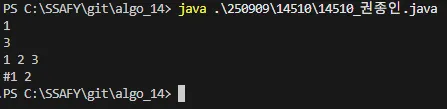 PS C:\SSAFY\git\algo_14> java .\250909\14510\14510_권종인.java
1
3
1 2 3
#1 2
PS C:\SSAFY\git\algo_14>